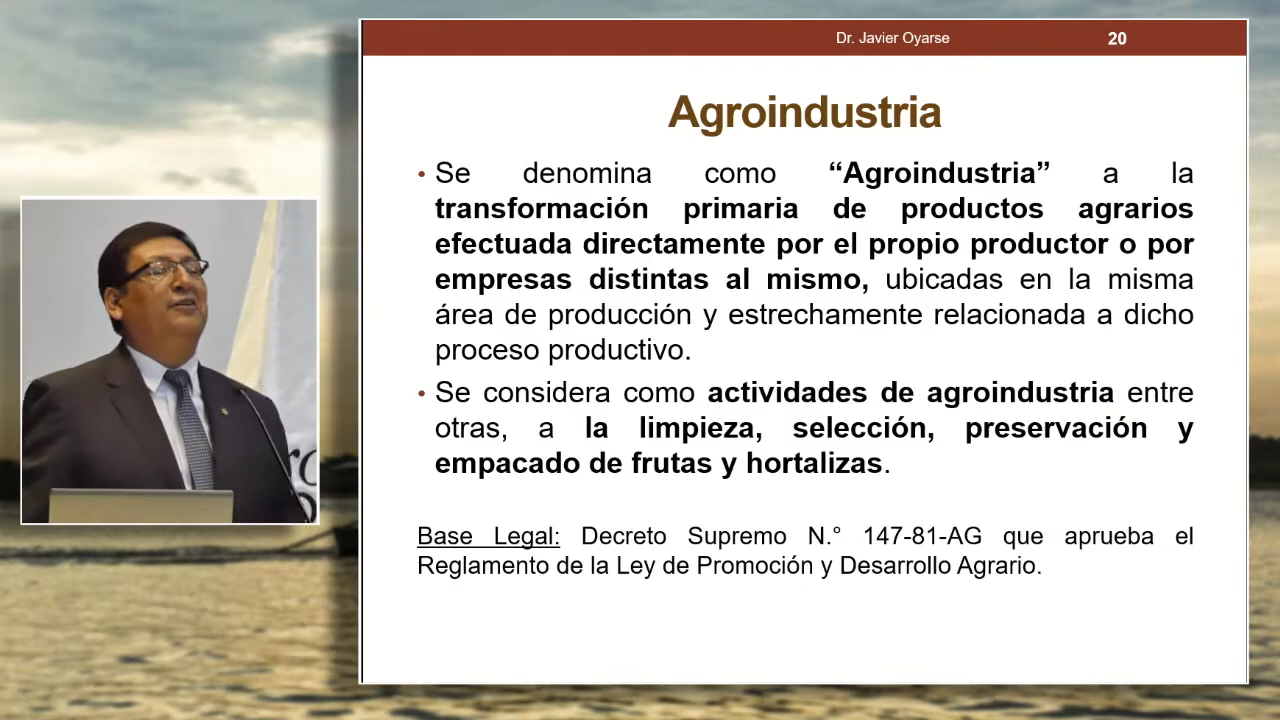 Dr. Javier Oyarse
20
Agroindustria
• Se denomina como “Agroindustria” a la
transformación primaria de productos agrarios
efectuada directamente por el propio productor o por
empresas distintas al mismo, ubicadas en la misma
área de producción y estrechamente relacionada a dicho
proceso productivo.
• Se considera como actividades de agroindustria entre
otras, a la limpieza, selección, preservación y
empacado de frutas y hortalizas.
Base Legal: Decreto Supremo N.° 147-81-AG que aprueba el
Reglamento de la Ley de Promoción y Desarrollo Agrario.